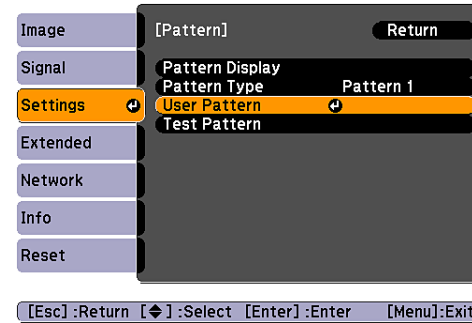 Image
Signal
Settings
Extended
Network
Info
Reset
[Pattern]
Return
Pattern Display
Pattern Type Pattern 1
User Pattern
Test Pattern
[Esc] :Return [◆] :Select [Enter] :Enter [Menu]:Exit